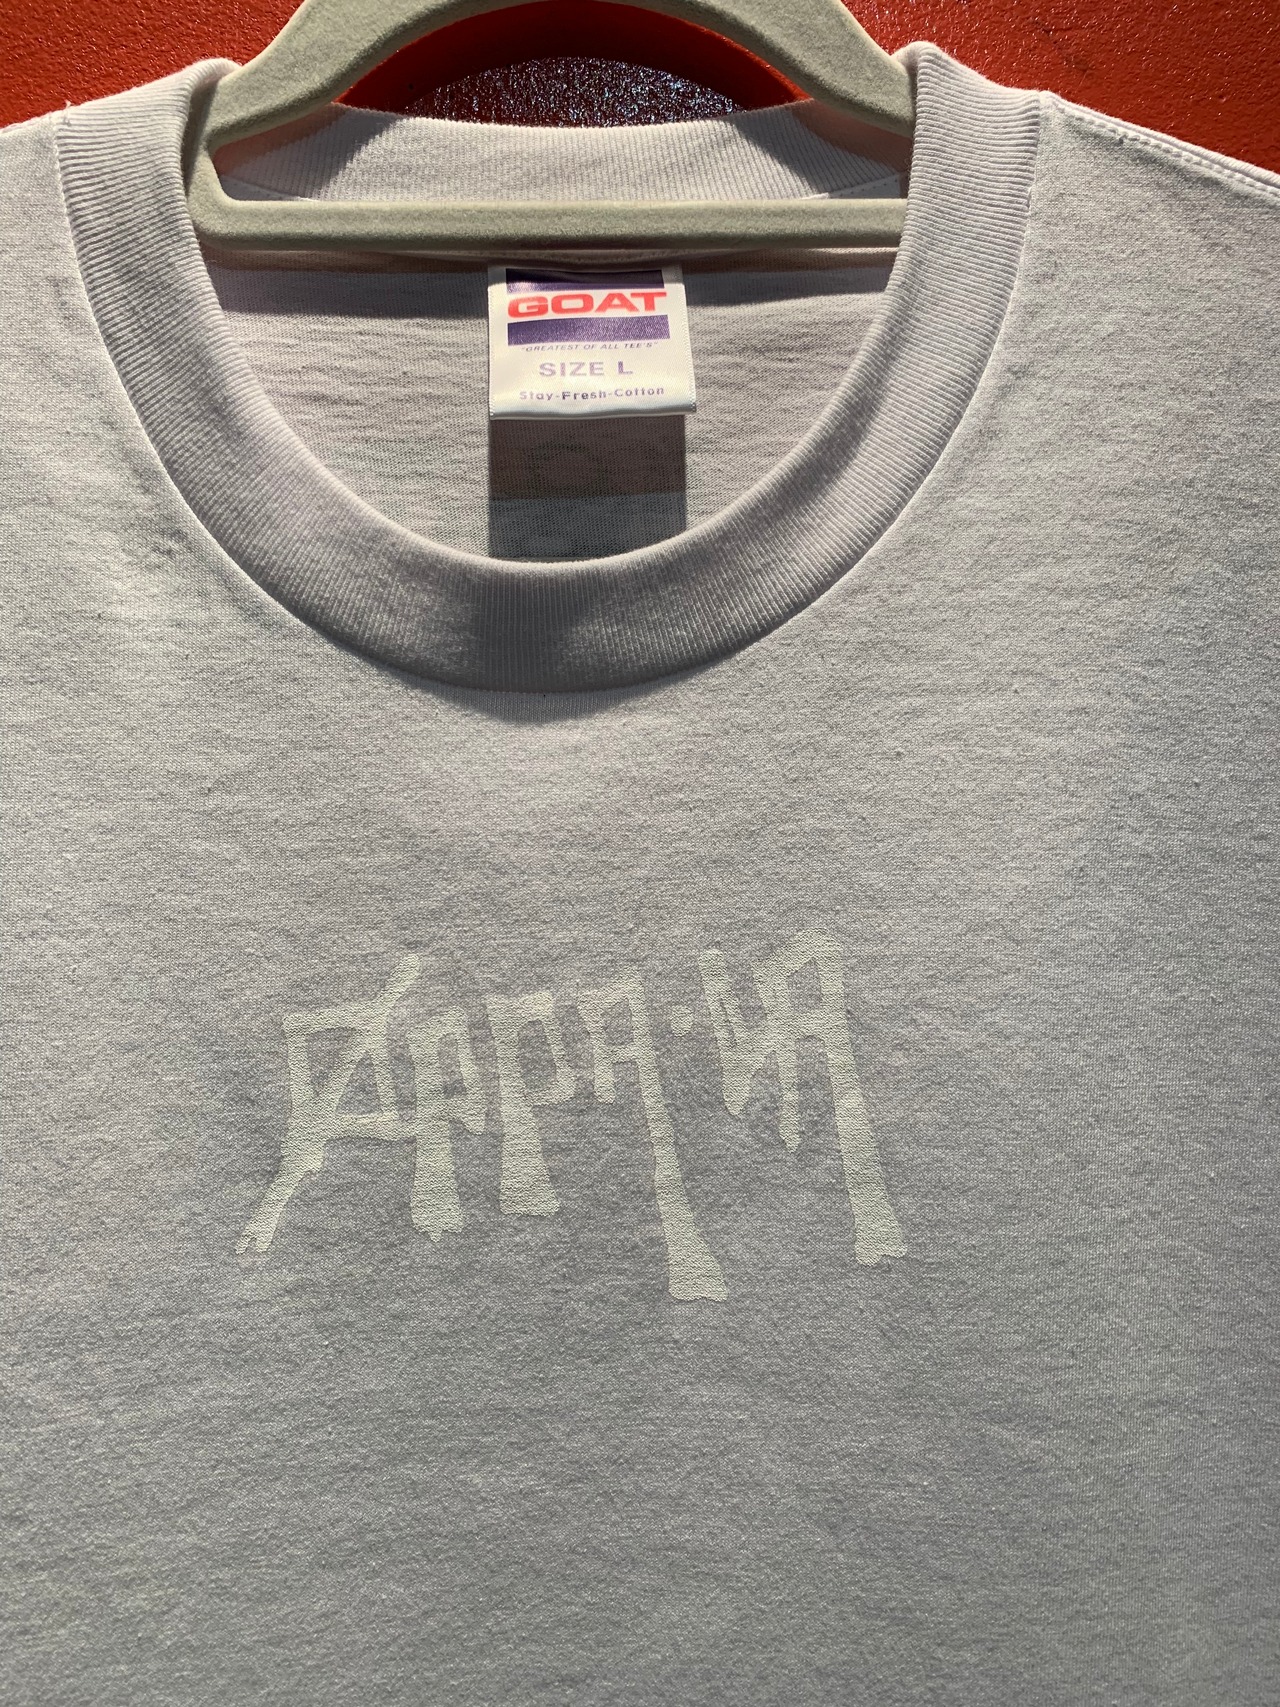 GOAT
"GREATEST OF ALL TEE'S"
SIZE L
Stay-Fresh-Cotton